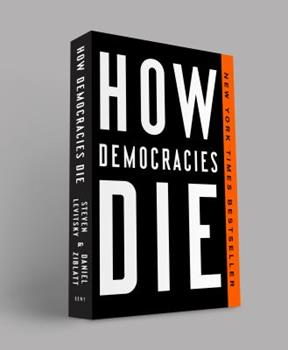 HOW
DEMOCRACIES
DIE
NEW YORK TIMES BESTSELLER
HOW DEMOCRACIES DIE
STEVEN LEVITSKY & DANIEL ZIBLATT